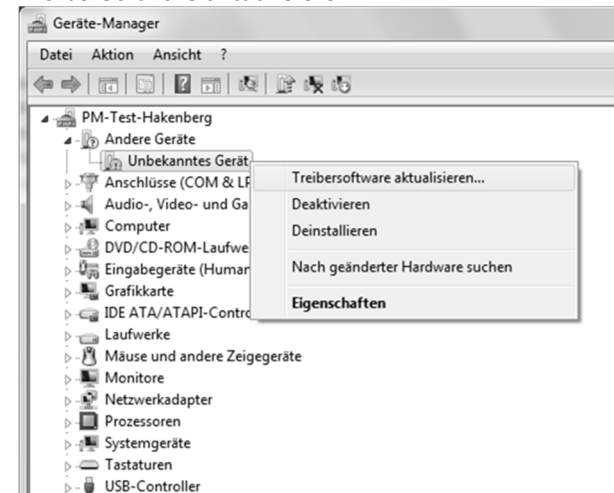 Geräte-Manager
Datei Aktion Ansicht ?
PM-Test-Hakenberg
Andere Geräte
Unbekanntes Gerät
Anschlüsse (COM & LP
Audio-, Video- und Ga
Computer
DVD/CD-ROM-Laufwe
Eingabegeräte (Human
Grafikkarte
IDE ATA/ATAPI-Contro
Laufwerke
Mäuse und andere Zeigegeräte
Monitore
Netzwerkadapter
Prozessoren
Systemgeräte
Tastaturen
USB-Controller
Treibersoftware aktualisieren...
Deaktivieren
Deinstallieren
Nach geänderter Hardware suchen
Eigenschaften